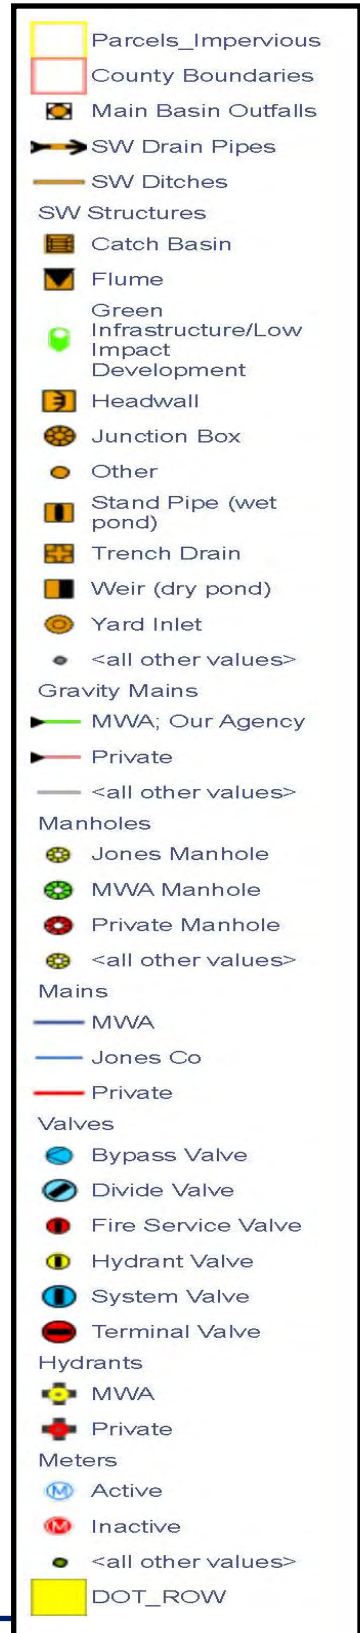 Parcels_Impervious
County Boundaries
Main Basin Outfalls
SW Drain Pipes
SW Ditches
SW Structures
Catch Basin
Flume
Green
Infrastructure/Low
Impact
Development
Headwall
Junction Box
Other
Stand Pipe (wet
pond)
Trench Drain
Weir (dry pond)
Yard Inlet
<all other values>
Gravity Mains
MWA; Our Agency
Private
<all other values>
Manholes
Jones Manhole
MWA Manhole
Private Manhole
<all other values>
Mains
MWA
Jones Co
Private
Valves
Bypass Valve
Divide Valve
Fire Service Valve
Hydrant Valve
System Valve
Terminal Valve
Hydrants
MWA
Private
Meters
M Active
M Inactive
<all other values>
DOT_ROW